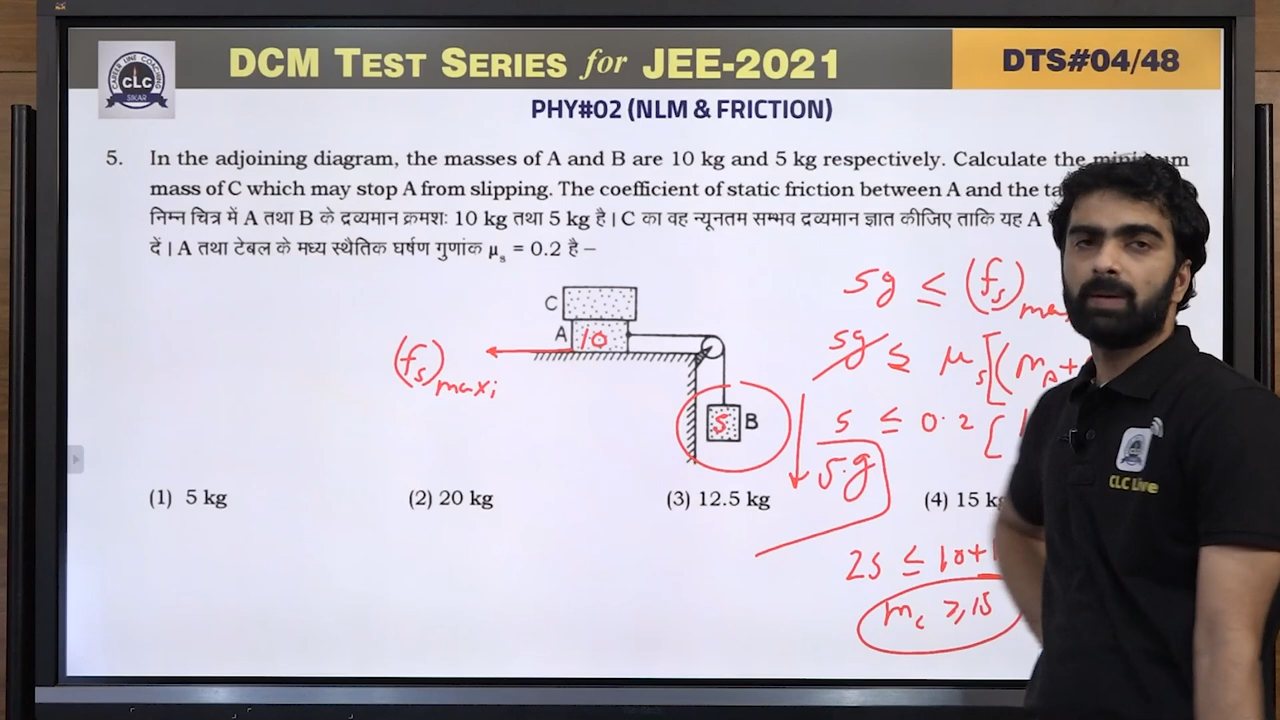 DCM TEST SERIES for JEE-2021
DTS#04/48
CAREER LINE COACHING
CLC
SIKAR
PHY#02 (NLM & FRICTION)
5. In the adjoining diagram, the masses of A and B are 10 kg and 5 kg respectively. Calculate the
mass of C which may stop A from slipping. The coefficient of static friction between A and the
निम्न चित्र में A तथा B के द्रव्यमान क्रमशः 10 kg तथा 5 kg है। C का वह न्यूनतम सम्भव द्रव्यमान ज्ञात कीजिए ताकि यह A
दें। A तथा टेबल के मध्य स्थैतिक घर्षण गुणांक μs = 0.2 है –
5g ≤ (fs)
C
A 10
(fs)maxi
5g ≤ μs[(mA+
5 B
5 ≤ 0.2 [
5.g
(1) 5 kg
(2) 20 kg
(3) 12.5 kg
(4) 15
25 ≤ 10+
mc ≥ 15
CLC Live